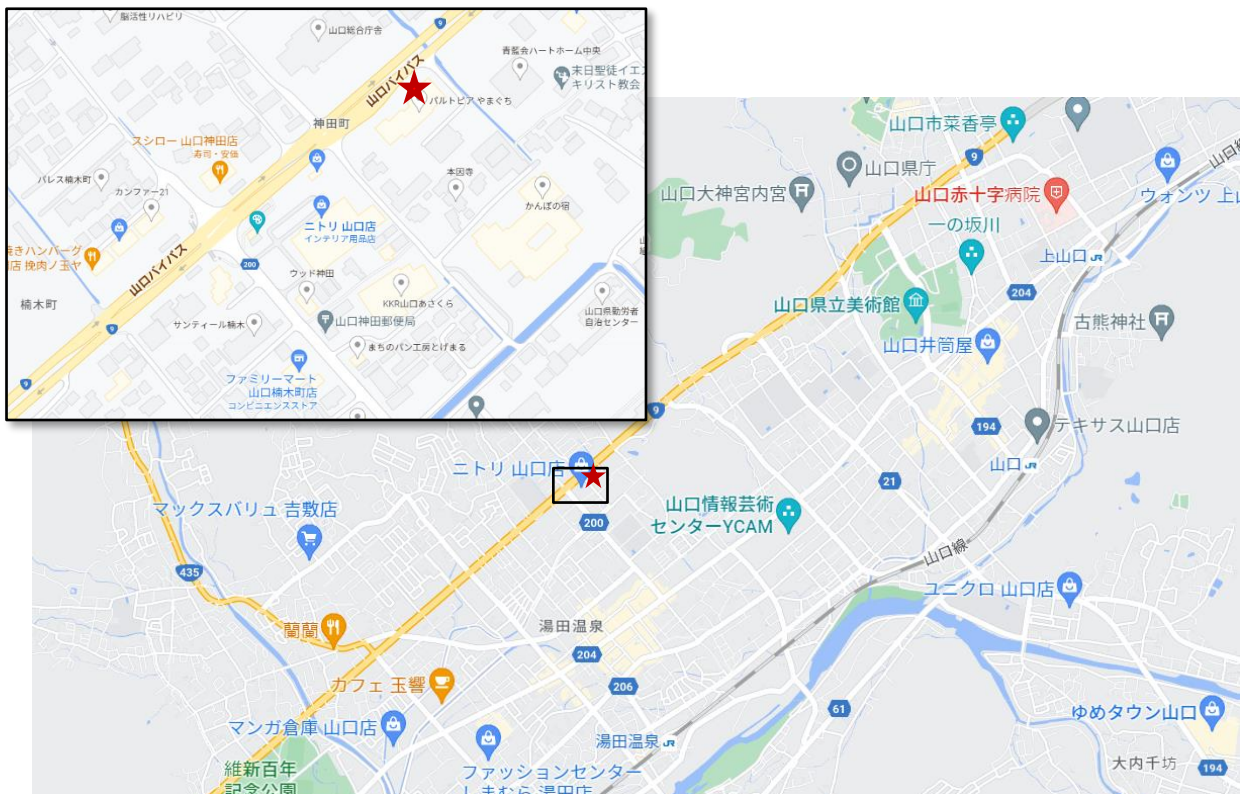 脳活性リハビリ
9
山口総合庁舎
青藍会ハートホーム中央
末日聖徒イエス
キリスト教会
山口バイパス
パルトピア やまぐち
神田町
スシロー 山口神田店
寿司・安価
パレス楠木町
カンファー21
本因寺
かんぽの宿
ニトリ 山口店
インテリア用品店
焼きハンバーグ
店 挽肉ノ玉ヤ
山口バイパス
200
ウッド神田
KKR山口あさくら
楠木町
サンティール楠木
山口神田郵便局
山口県勤労者
自治センター
9
まちのパン工房とげまる
ファミリーマート
山口楠木町店
コンビニエンスストア
9
山口市菜香亭
9
山口県庁
山口線
山口大神宮内宮
山口赤十字病院
ウォンツ 上山
一の坂川
上山口 JR
204
山口県立美術館
古熊神社
山口井筒屋
9
194
テキサス山口店
山口 JR
ニトリ 山口店
21
マックスバリュ 吉敷店
200
山口情報芸術
センターYCAM
山口線
435
ユニクロ 山口店
蘭蘭
湯田温泉
204
カフェ 玉響
206
61
ゆめタウン山口
マンガ倉庫 山口店
湯田温泉 JR
大内千坊
194
維新百年
記念公園
ファッションセンター
しまむら 湯田店